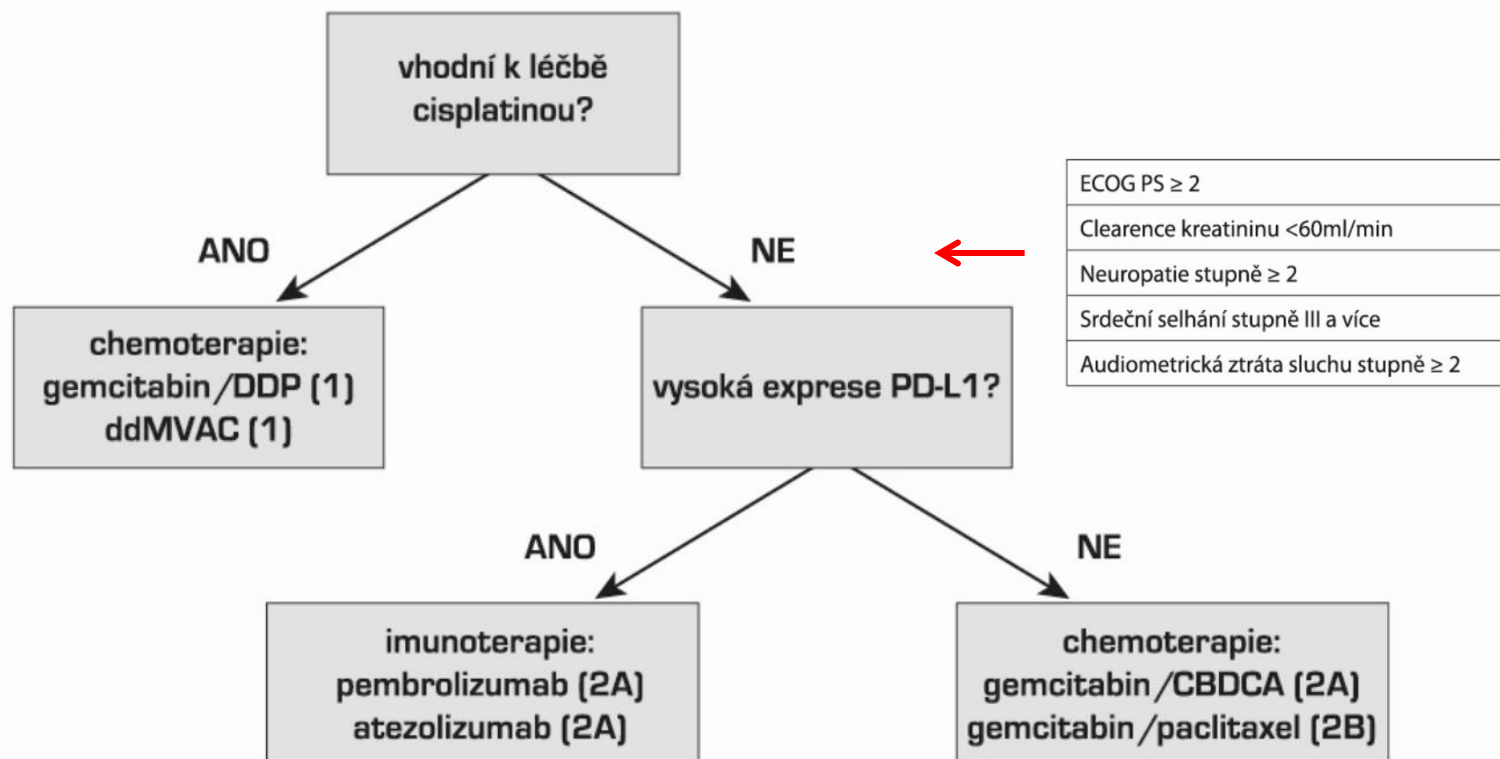 vhodní k léčbě
cisplatinou?
ANO
NE
ECOG PS ≥ 2
Clearence kreatininu <60ml/min
Neuropatie stupně ≥ 2
Srdeční selhání stupně III a více
Audiometrická ztráta sluchu stupně ≥ 2
chemoterapie:
gemcitabin/DDP (1)
ddMVAC (1)
vysoká exprese PD-L1?
ANO
NE
imunoterapie:
pembrolizumab (2A)
atezolizumab (2A)
chemoterapie:
gemcitabin/CBDCA (2A)
gemcitabin/paclitaxel (2B)